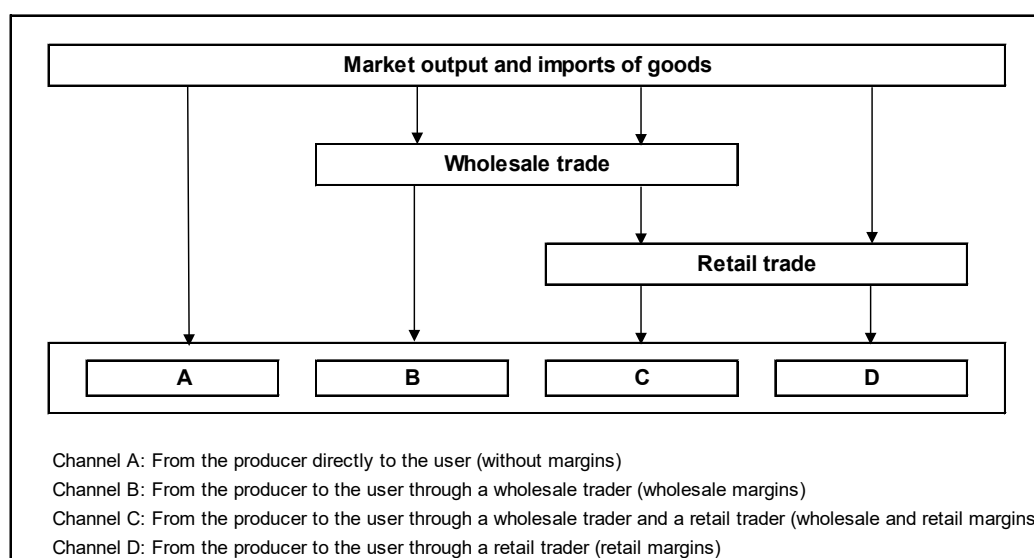 Market output and imports of goods
Wholesale trade
Retail trade
A
B
C
D
Channel A: From the producer directly to the user (without margins)
Channel B: From the producer to the user through a wholesale trader (wholesale margins)
Channel C: From the producer to the user through a wholesale trader and a retail trader (wholesale and retail margins
Channel D: From the producer to the user through a retail trader (retail margins)